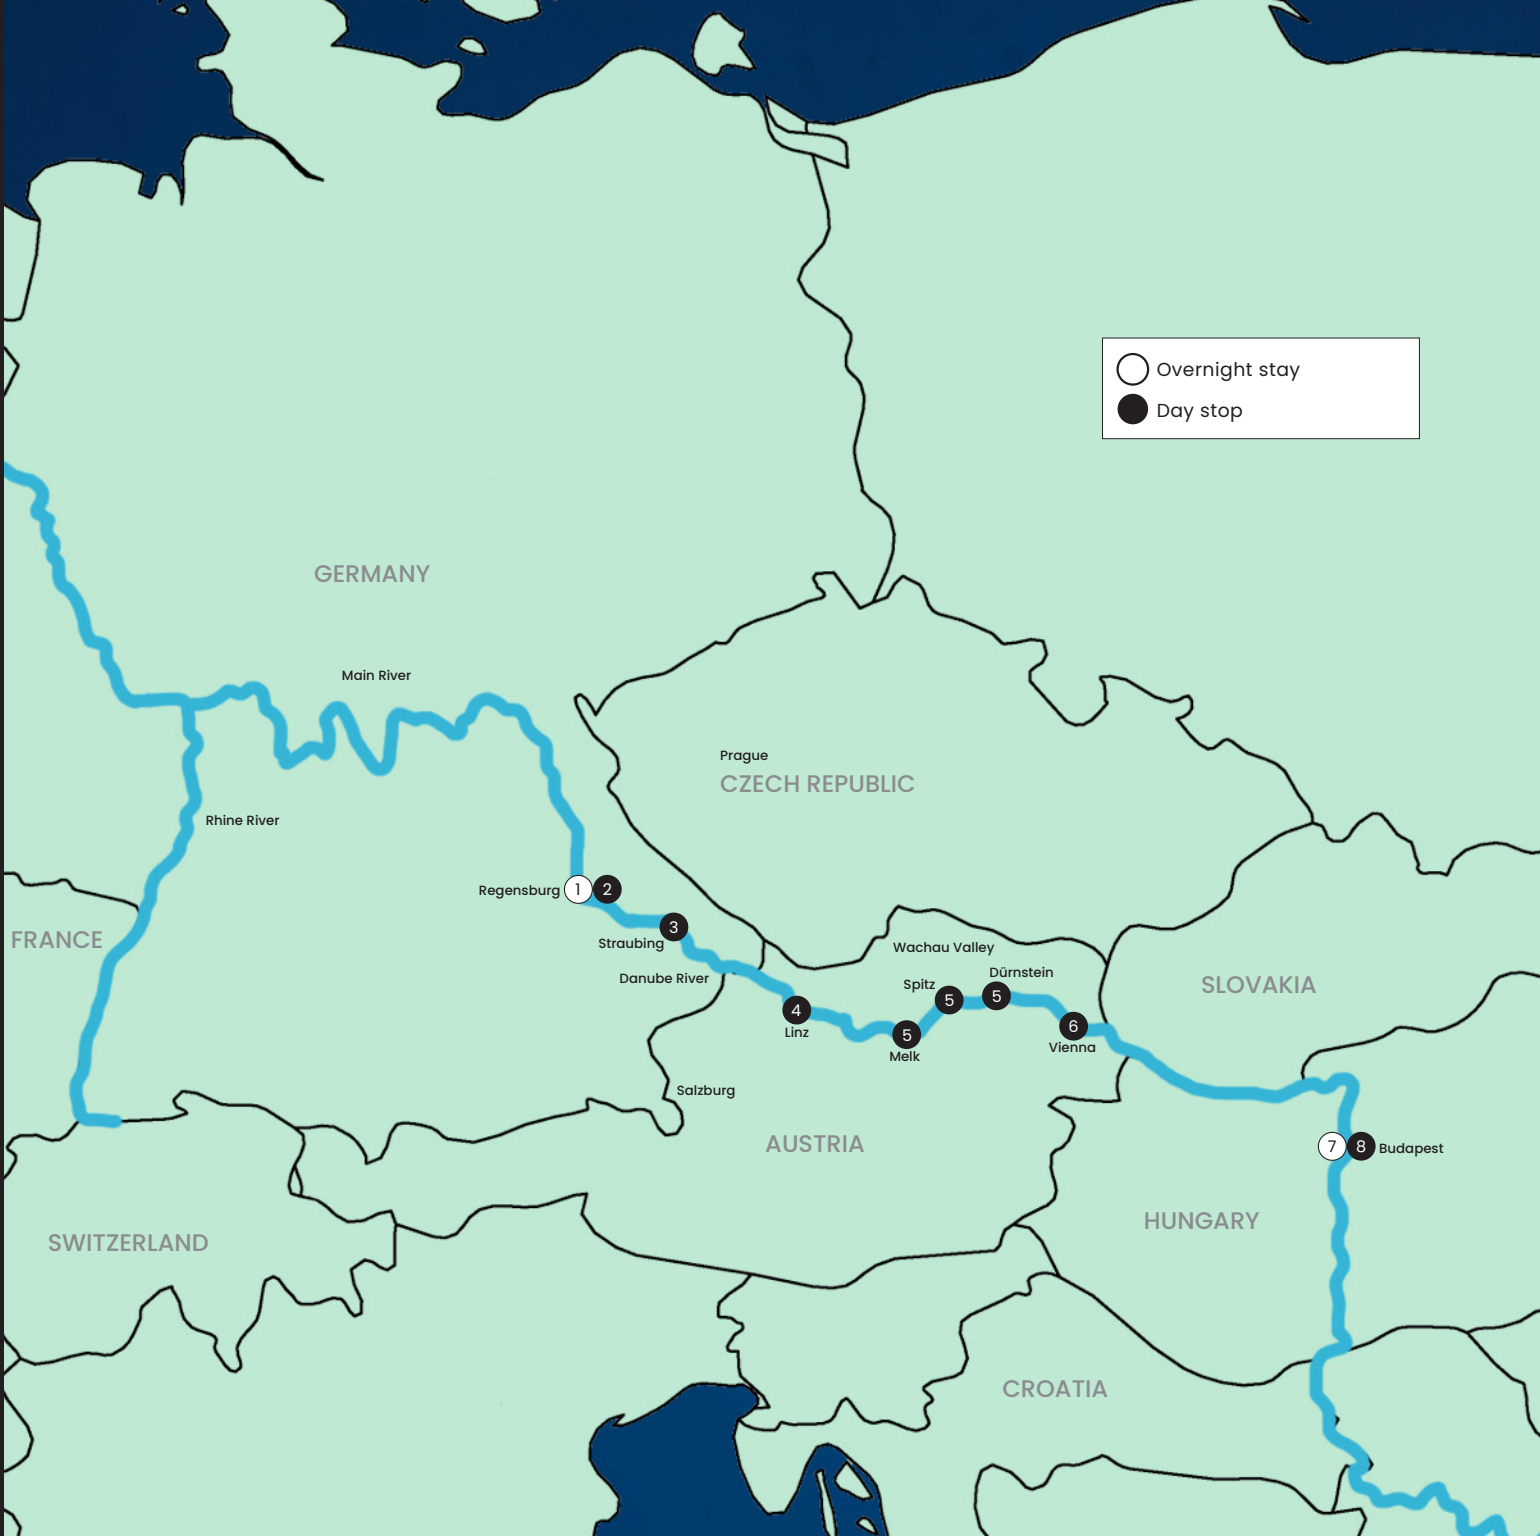 Overnight stay
Day stop
GERMANY
Main River
Prague
CZECH REPUBLIC
Rhine River
Regensburg 1 2
3
Straubing
FRANCE
Wachau Valley
Danube River
Dürnstein
Spitz
SLOVAKIA
5 5
4
Linz
5
Melk
6
Vienna
Salzburg
AUSTRIA
7 8 Budapest
HUNGARY
SWITZERLAND
CROATIA